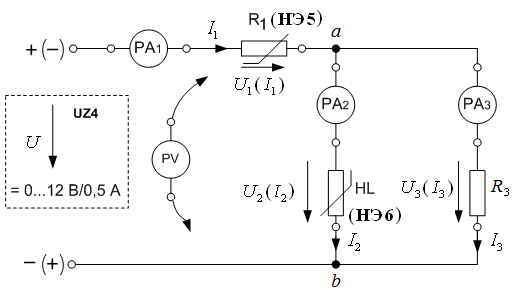 I₁
R₁(НЭ5)
a
+ (−)
PA₁
U₁(I₁)
PA₂
PA₃
UZ4
U
= 0...12 В/0,5 А
PV
U₂(I₂)
HL
(НЭ6)
U₃(I₃)
R₃
I₂
I₃
− (+)
b